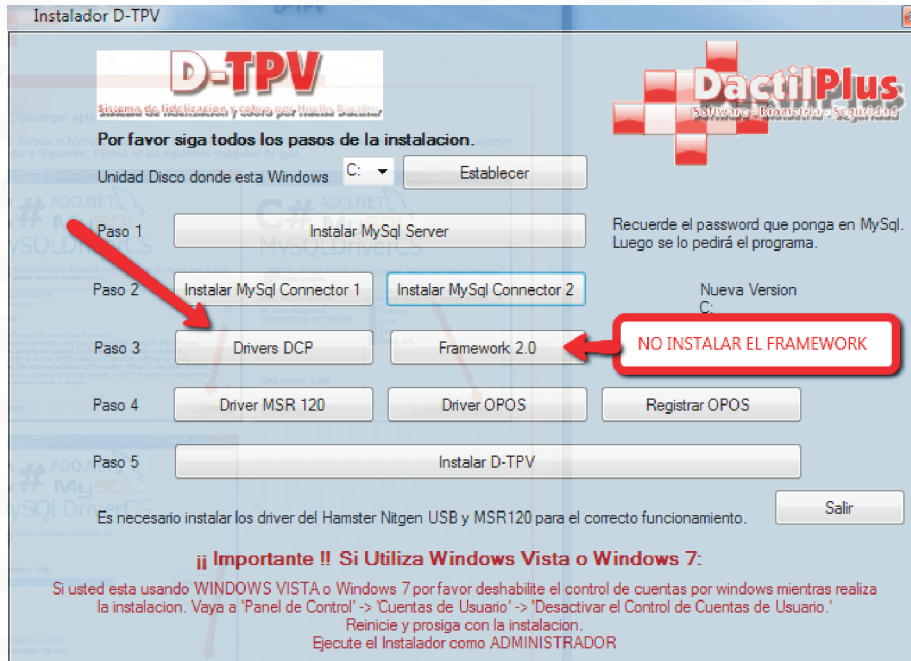 Instalador D-TPV
D-TPV
Sistema de fidelizacion y cobro por Huella Dactilar
DactilPlus
Software - Biometria - Seguridad
Por favor siga todos los pasos de la instalacion.
Unidad Disco donde esta Windows C: Establecer
Paso 1 Instalar MySql Server
Recuerde el password que ponga en MySql.
Luego se lo pedirá el programa.
Paso 2 Instalar MySql Connector 1 Instalar MySql Connector 2
Nueva Version
C:
Paso 3 Drivers DCP Framework 2.0
NO INSTALAR EL FRAMEWORK
Paso 4 Driver MSR 120 Driver OPOS Registrar OPOS
Paso 5 Instalar D-TPV
Es necesario instalar los driver del Hamster Nitgen USB y MSR120 para el correcto funcionamiento.
Salir
¡¡ Importante !! Si Utiliza Windows Vista o Windows 7:
Si usted esta usando WINDOWS VISTA o Windows 7 por favor deshabilite el control de cuentas por windows mientras realiza
la instalacion. Vaya a "Panel de Control' -> 'Cuentas de Usuario' -> "Desactivar el Control de Cuentas de Usuario.'
Reinicie y prosiga con la instalacion.
Ejecute el Instalador como ADMINISTRADOR